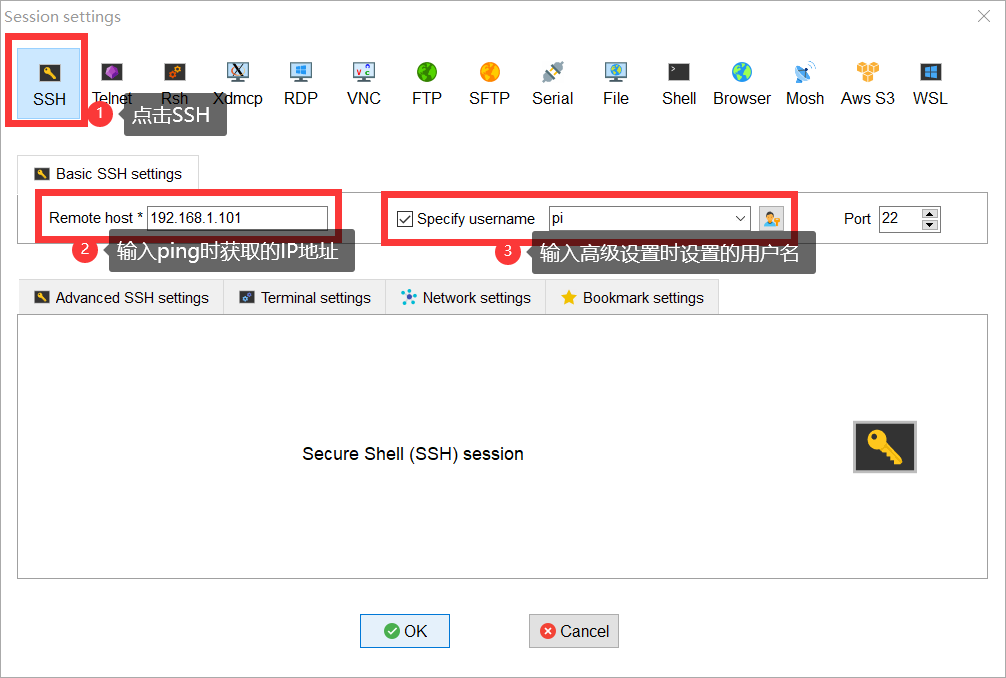 Session settings
SSH Telnet Rsh Xdmcp RDP VNC FTP SFTP Serial File Shell Browser Mosh Aws S3 WSL
1 点击SSH
Basic SSH settings
Remote host * 192.168.1.101 Specify username pi Port 22
2 输入ping时获取的IP地址 3 输入高级设置时设置的用户名
Advanced SSH settings Terminal settings Network settings Bookmark settings
Secure Shell (SSH) session
OK Cancel